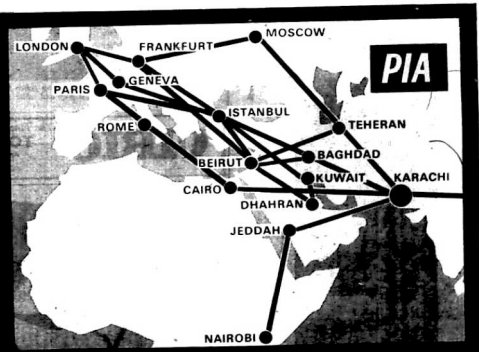 MOSCOW
LONDON
FRANKFURT
PIA
GENEVA
PARIS
ISTANBUL
ROME
TEHERAN
BEIRUT
BAGHDAD
KUWAIT
KARACHI
CAIRO
DHAHRAN
JEDDAH
NAIROBI